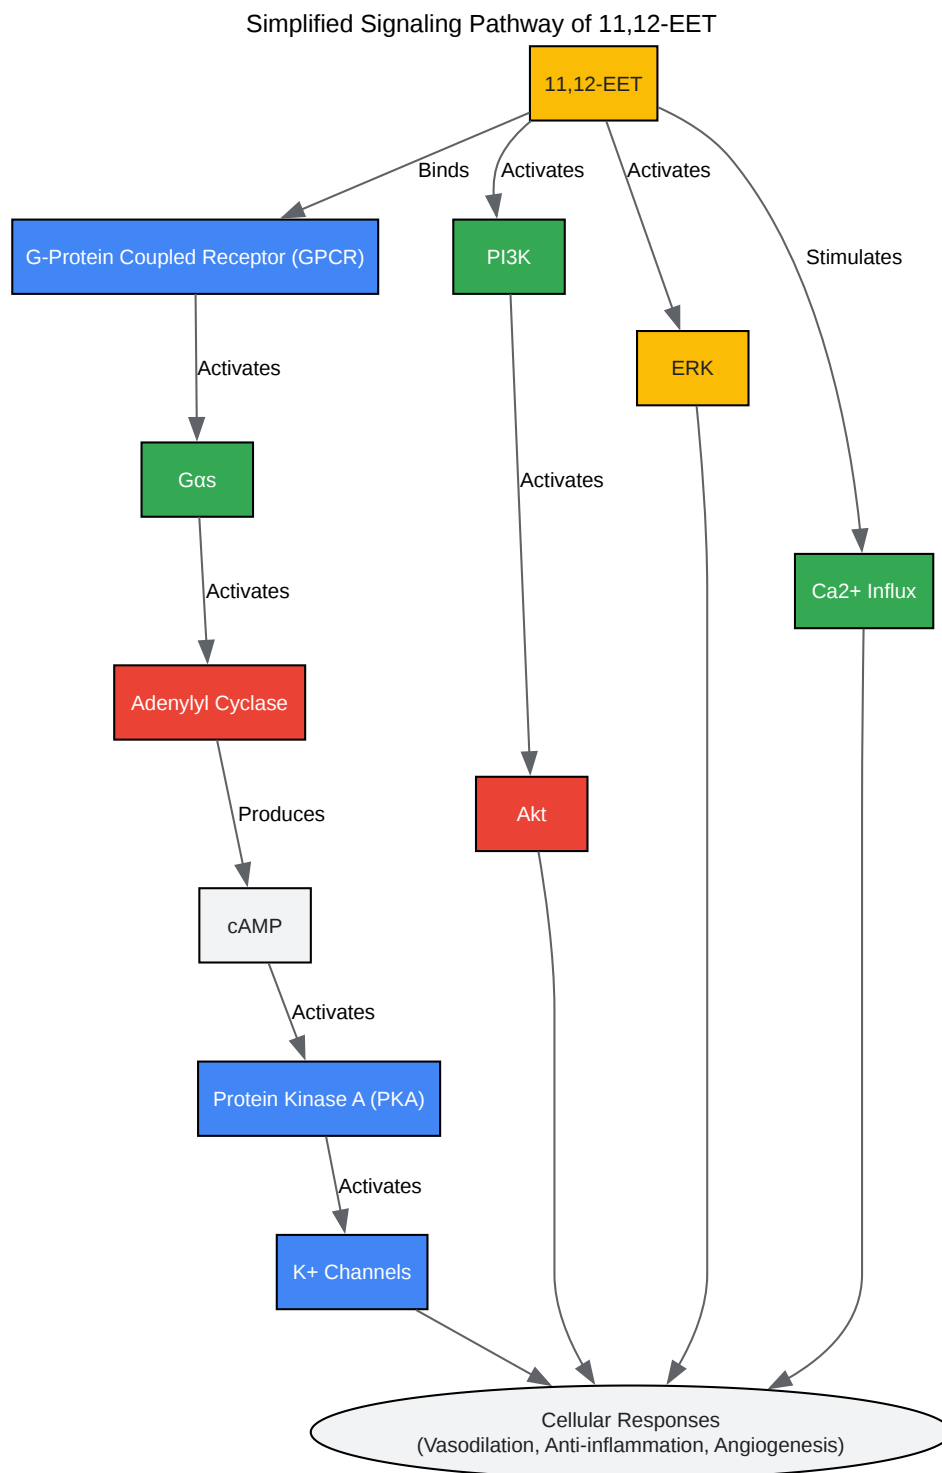 Simplified Signaling Pathway of 11,12-EET
11,12-EET
Binds
Activates
Activates
Stimulates
G-Protein Coupled Receptor (GPCR)
PI3K
ERK
Activates
Gαs
Activates
Activates
Ca2+ Influx
Adenylyl Cyclase
Produces
Akt
cAMP
Activates
Protein Kinase A (PKA)
Activates
K+ Channels
Cellular Responses
(Vasodilation, Anti-inflammation, Angiogenesis)